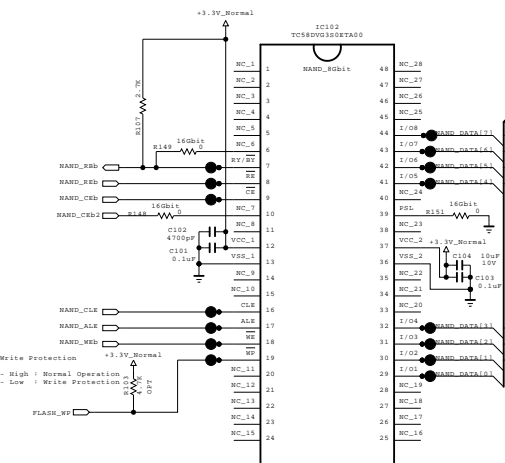 +3.3V_Normal
IC102
TC58DVG3S0ETA00
NAND_8Gbit
R107
2.7K
NC_1 1
NC_2 2
NC_3 3
NC_4 4
NC_5 5
16Gbit
R149 0
NC_6 6
NAND_RBb
RY/BY 7
NAND_REb
RE 8
NAND_CEb
CE 9
16Gbit
NAND_CEb2
R148 0
NC_7 10
NC_8 11
C102
4700pF
VCC_1 12
C101
0.1uF
VSS_1 13
NC_9 14
NC_10 15
NAND_CLE
CLE 16
NAND_ALE
ALE 17
NAND_WEb
WE 18
WP 19
Write Protection
- High : Normal Operation
- Low : Write Protection
+3.3V_Normal
R103
4.7K
OPT
FLASH_WP
NC_11 20
NC_12 21
NC_13 22
NC_14 23
NC_15 24
48 NC_28
47 NC_27
46 NC_26
45 NC_25
44 I/O8
NAND_DATA[7]
43 I/O7
NAND_DATA[6]
42 I/O6
NAND_DATA[5]
41 I/O5
NAND_DATA[4]
40 NC_24
39 PSL
16Gbit
R151 0
38 NC_23
37 VCC_2
+3.3V_Normal
C104 10uF
10V
36 VSS_2
C103
0.1uF
35 NC_22
34 NC_21
33 NC_20
32 I/O4
NAND_DATA[3]
31 I/O3
NAND_DATA[2]
30 I/O2
NAND_DATA[1]
29 I/O1
NAND_DATA[0]
28 NC_19
27 NC_18
26 NC_17
25 NC_16